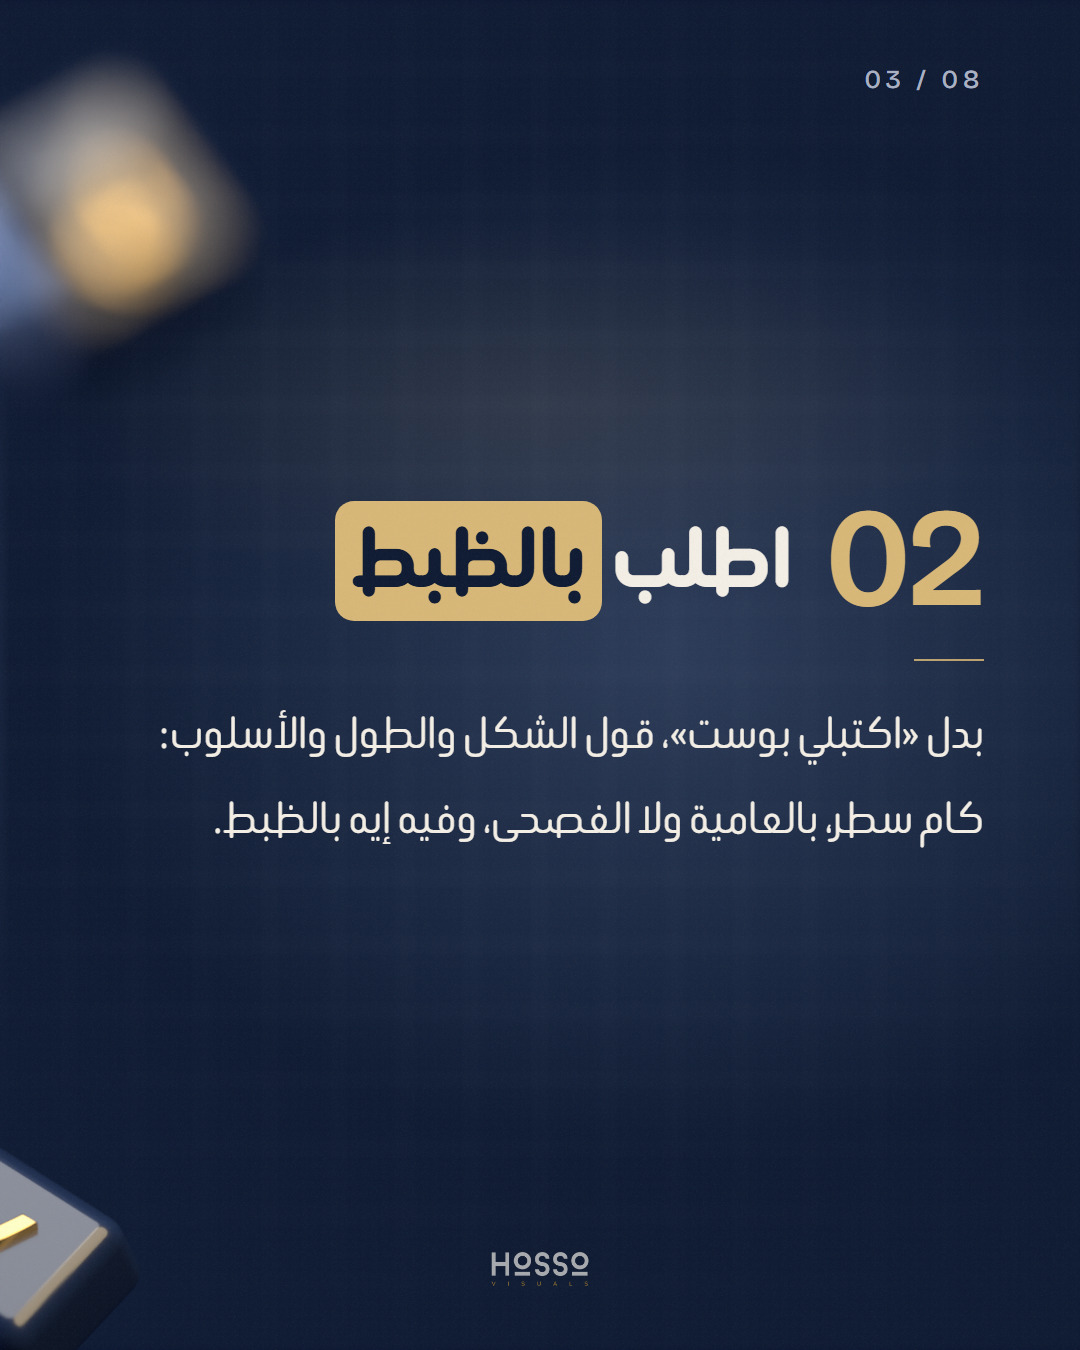 03 / 08
02 اطلب بالظبط
بدل «اكتبلي بوست»، قول الشكل والطول والأسلوب:
كام سطر، بالعامية ولا الفصحى، وفيه إيه بالظبط.
HOSSO
VISUALS